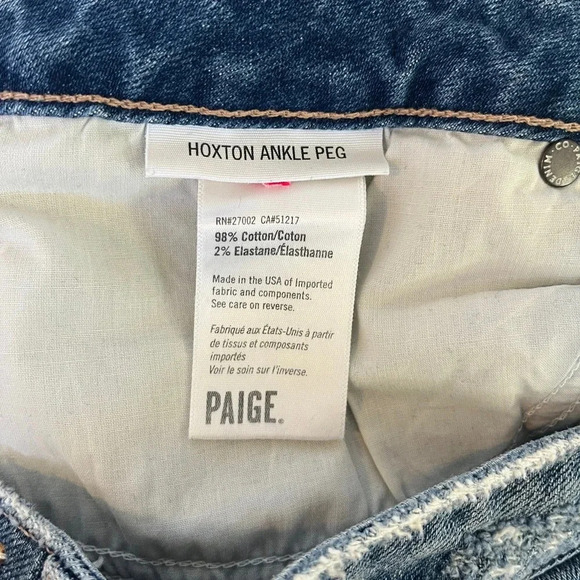 HOXTON ANKLE PEG
RN#27002 CA#51217
98% Cotton/Coton
2% Elastane/Élasthanne
Made in the USA of Imported
fabric and components.
See care on reverse.
Fabriqué aux États-Unis à partir
de tissus et composants
importés
Voir le soin sur l'inverse.
PAIGE.